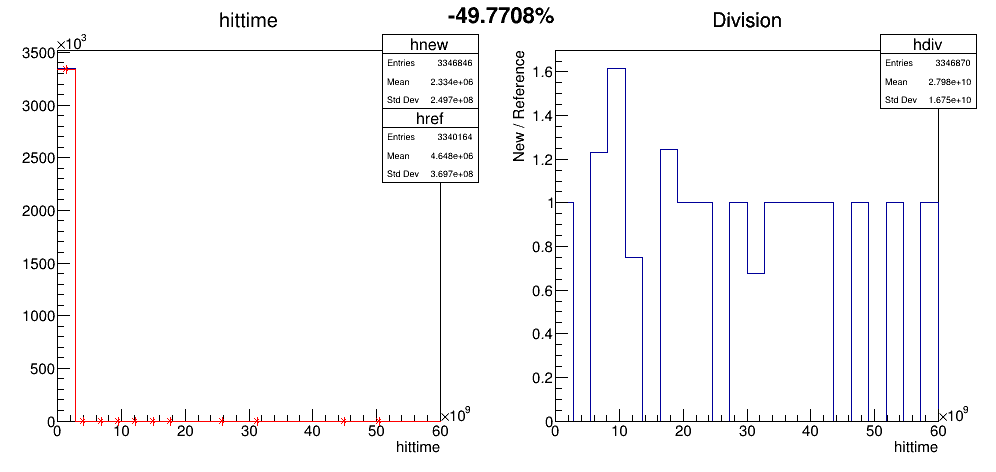 -49.7708%
hittime
×10³
hnew
Entries 3346846
Mean 2.334e+06
Std Dev 2.497e+08
href
Entries 3340164
Mean 4.648e+06
Std Dev 3.697e+08
3500
3000
2500
2000
1500
1000
500
0
0 10 20 30 40 50 60
×10⁹
hittime
Division
hdiv
Entries 3346870
Mean 2.798e+10
Std Dev 1.675e+10
New / Reference
1.6
1.4
1.2
1
0.8
0.6
0.4
0.2
0
0 10 20 30 40 50 60
×10⁹
hittime